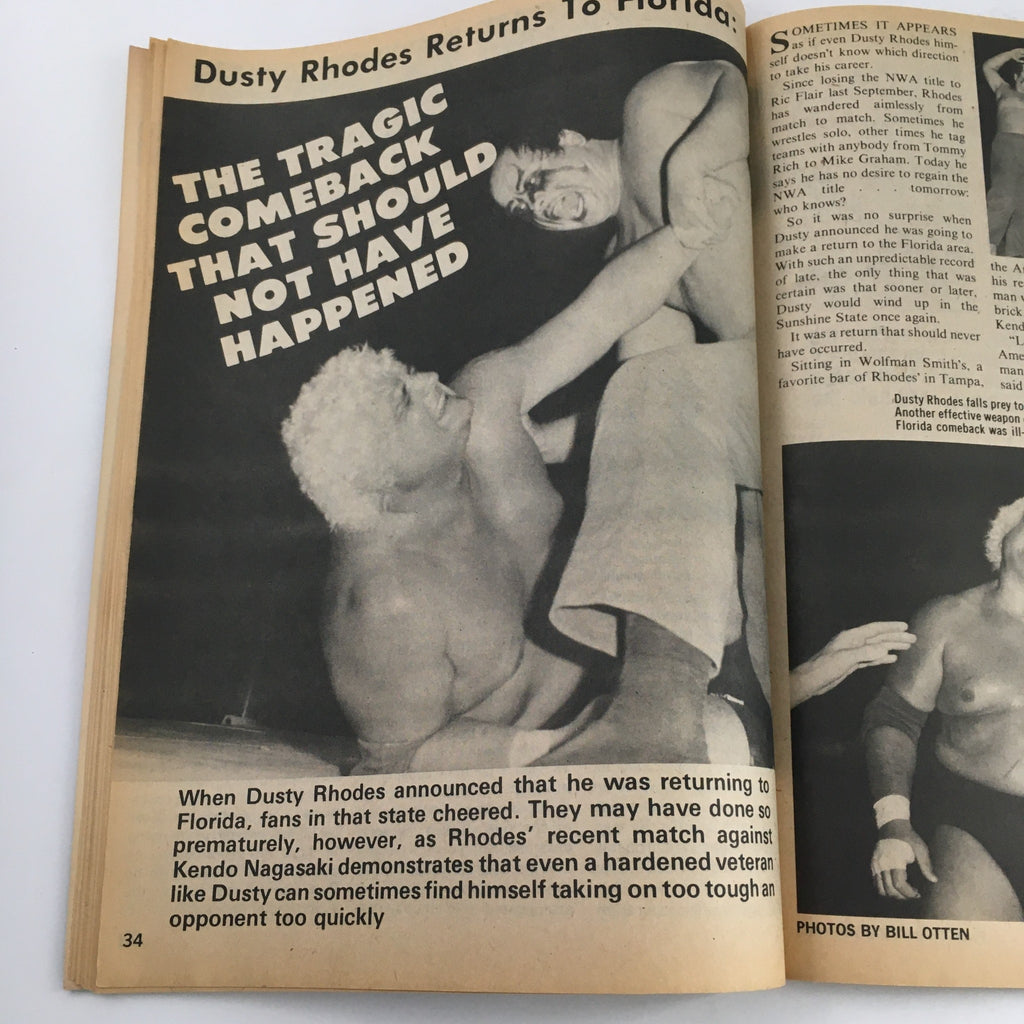 Dusty Rhodes Returns To Florida:
THE TRAGIC
COMEBACK
THAT SHOULD
NOT HAVE
HAPPENED
When Dusty Rhodes announced that he was returning to
Florida, fans in that state cheered. They may have done so
prematurely, however, as Rhodes' recent match against
Kendo Nagasaki demonstrates that even a hardened veteran
like Dusty can sometimes find himself taking on too tough an
opponent too quickly
34
SOMETIMES IT APPEARS
as if even Dusty Rhodes him-
self doesn't know which direction
to take his career.
Since losing the NWA title to
Ric Flair last September, Rhodes
has wandered aimlessly from
match to match. Sometimes he
wrestles solo, other times he tag
teams with anybody from Tommy
Rich to Mike Graham. Today he
says he has no desire to regain the
NWA title . . . tomorrow:
who knows?
So it was no surprise when
Dusty announced he was going to
make a return to the Florida area.
With such an unpredictable record
of late, the only thing that was
certain was that sooner or later,
Dusty would wind up in the
Sunshine State once again.
It was a return that should never
have occurred.
Sitting in Wolfman Smith's, a
favorite bar of Rhodes' in Tampa,
his re
man
brick
Kend
"L
Ame
man
said
Dusty Rhodes falls prey to
Another effective weapon
Florida comeback was ill-
PHOTOS BY BILL OTTEN